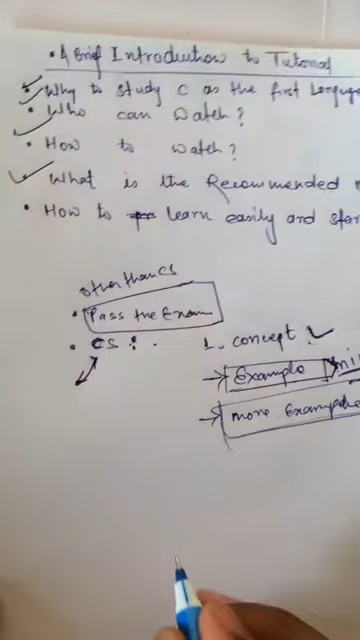 • A Brief Introduction to Tutorial
• Why to study C as the first Language
• Who can watch?
• How to watch?
• What is the Recommended
• How to learn easily and
other than CS
• Pass the Exam
• CS :
1. concept
→ Example
→ more Example